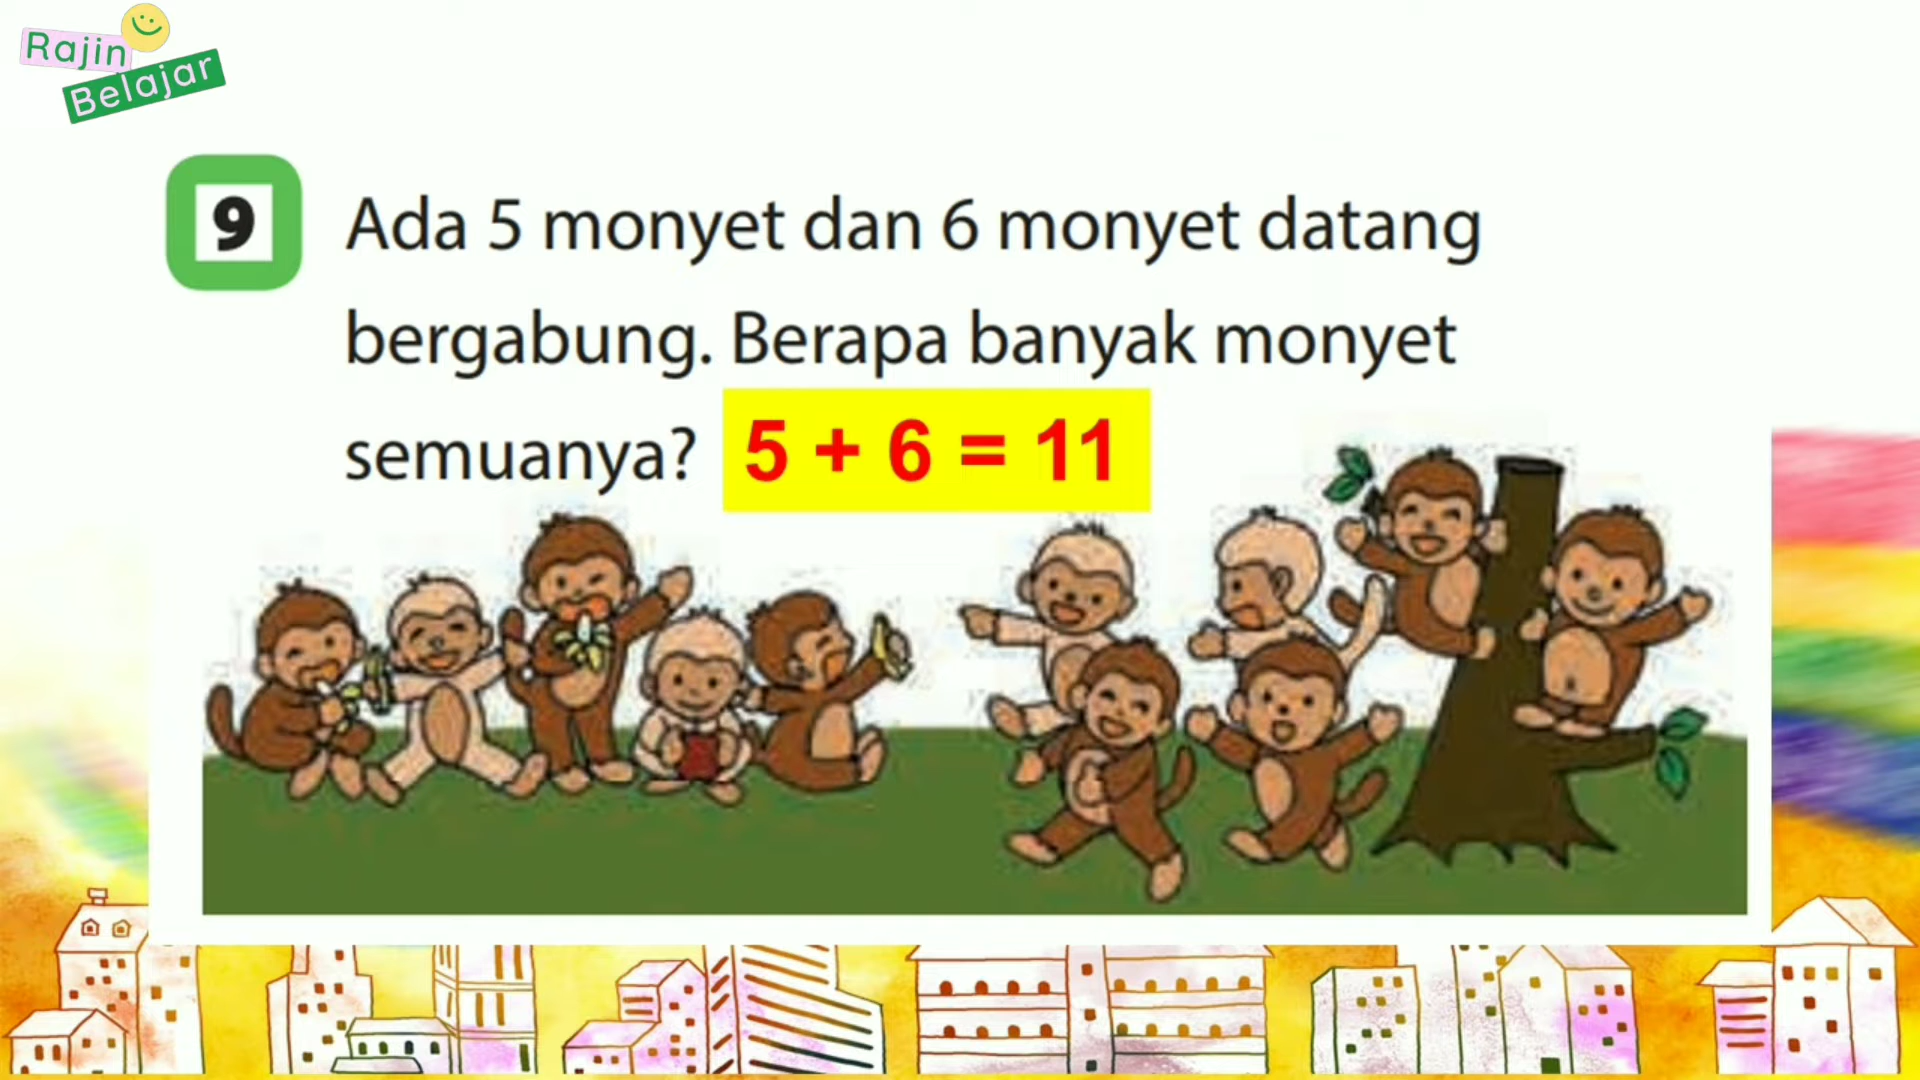 Rajin
Belajar
9
Ada 5 monyet dan 6 monyet datang
bergabung. Berapa banyak monyet
semuanya? 5 + 6 = 11